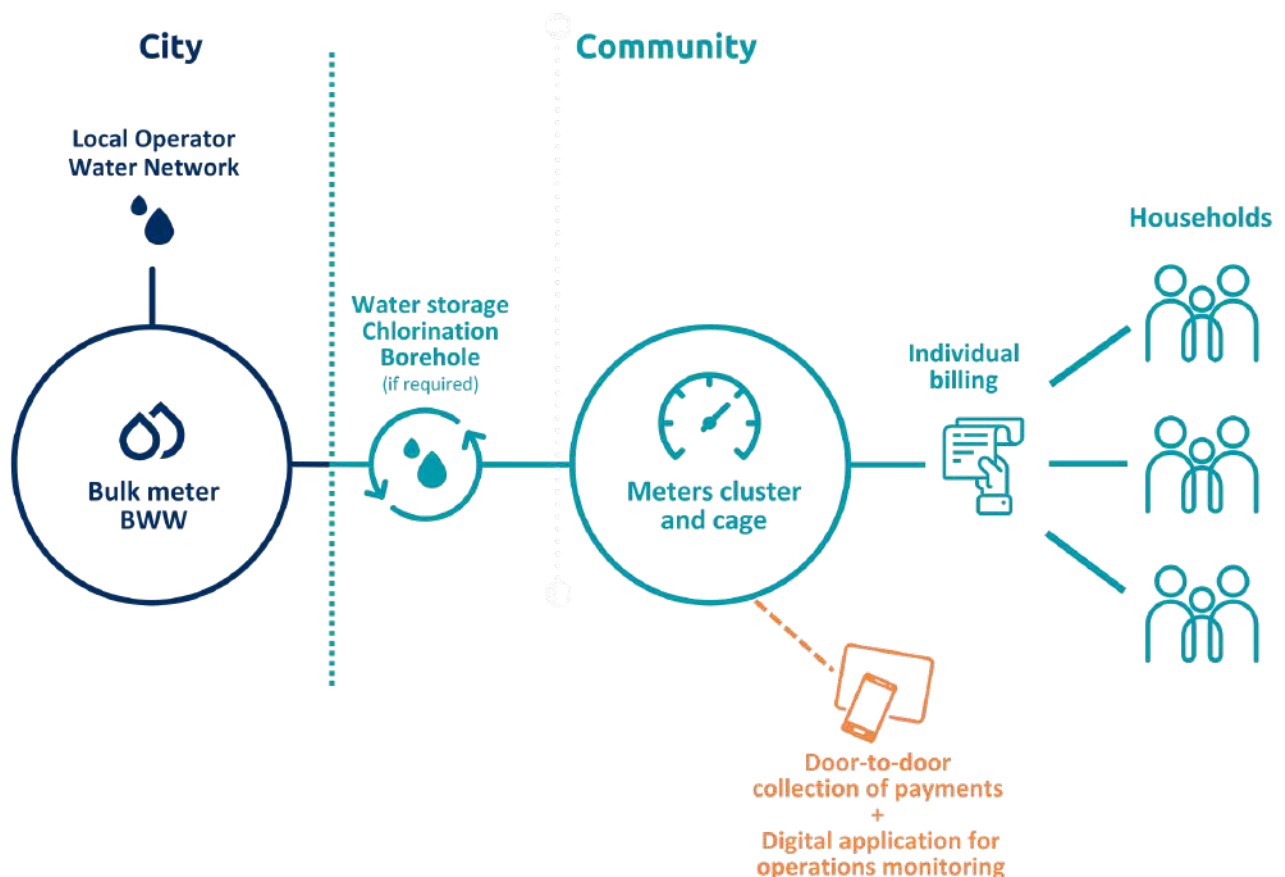 City
Community
Local Operator
Water Network
Households
Water storage
Chlorination
Borehole
(if required)
Individual
billing
Bulk meter
BWW
Meters cluster
and cage
Door-to-door
collection of payments
+
Digital application for
operations monitoring